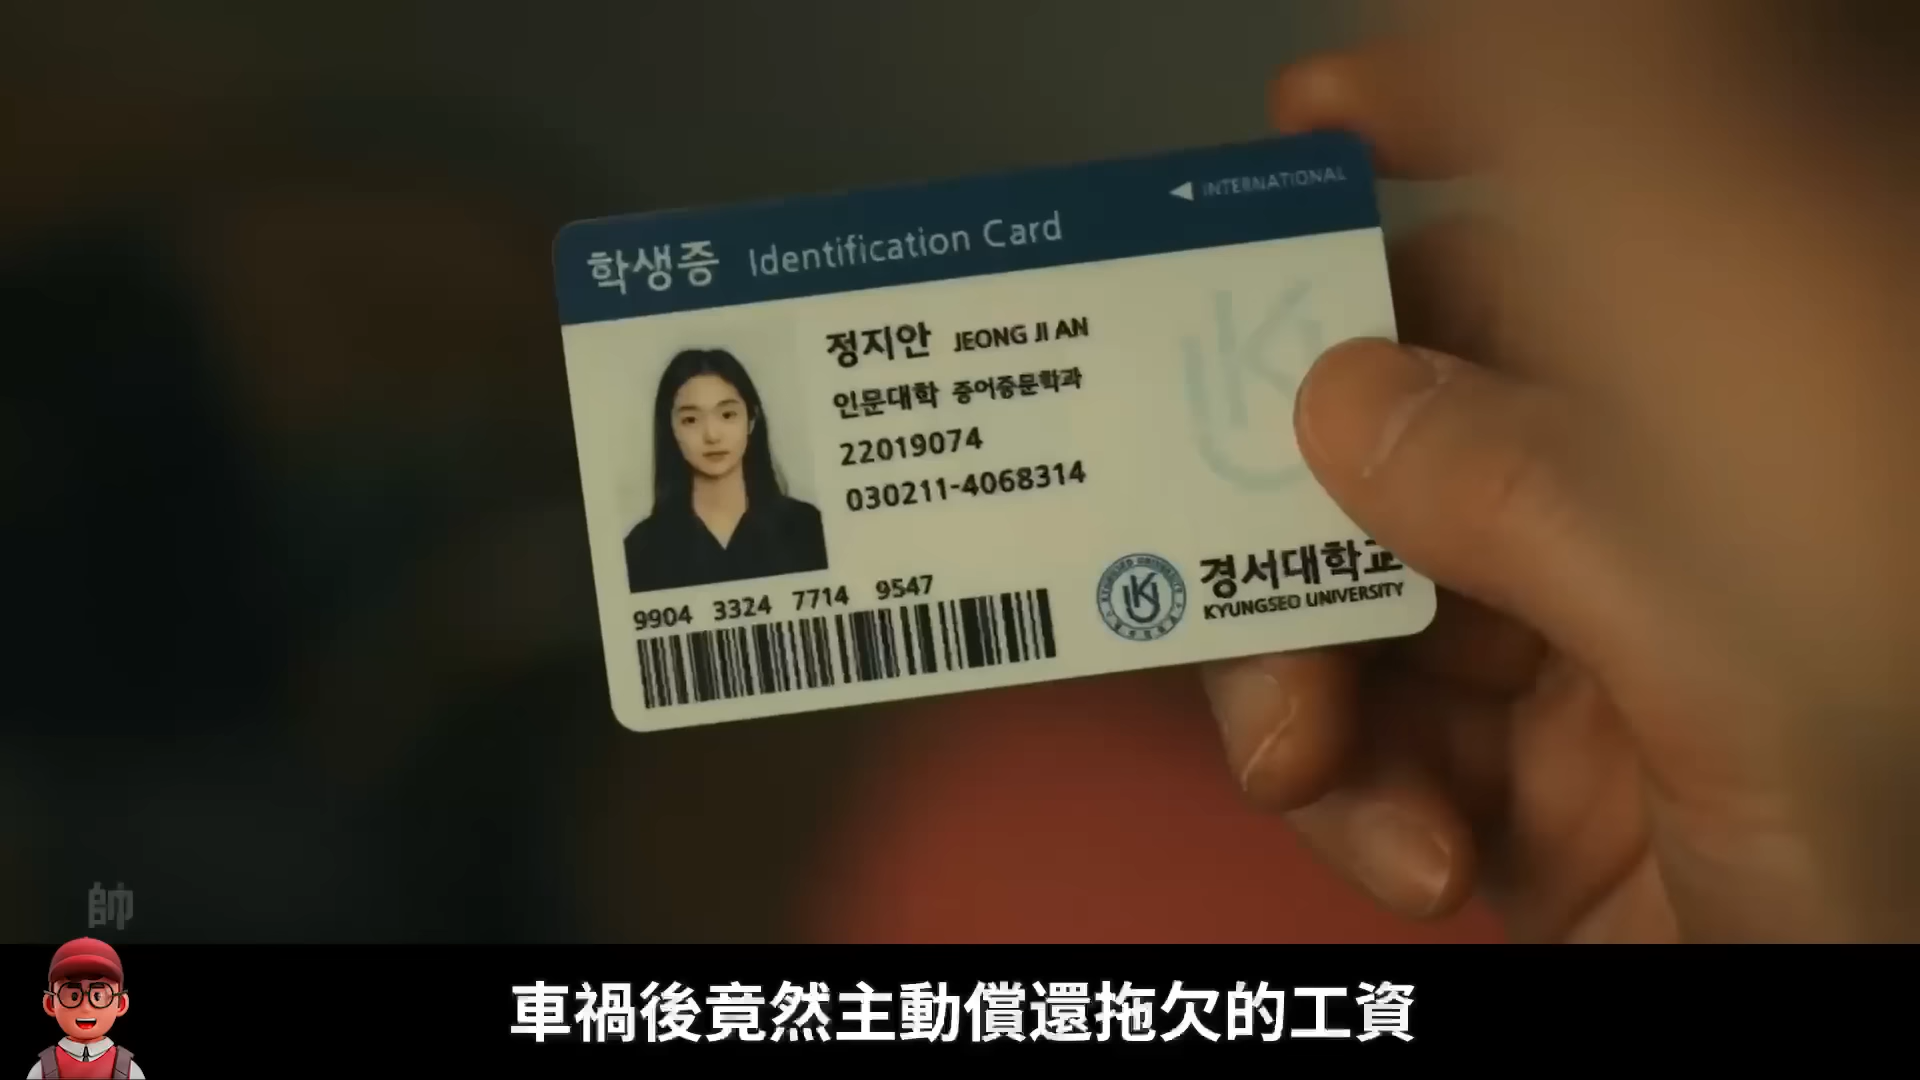 학생증 Identification Card
◀ INTERNATIONAL
정지안 JEONG JI AN
인문대학 중어중문학과
22019074
030211-4068314
9904 3324 7714 9547
경서대학교
KYUNGSEO UNIVERSITY
帥
車禍後竟然主動償還拖欠的工資